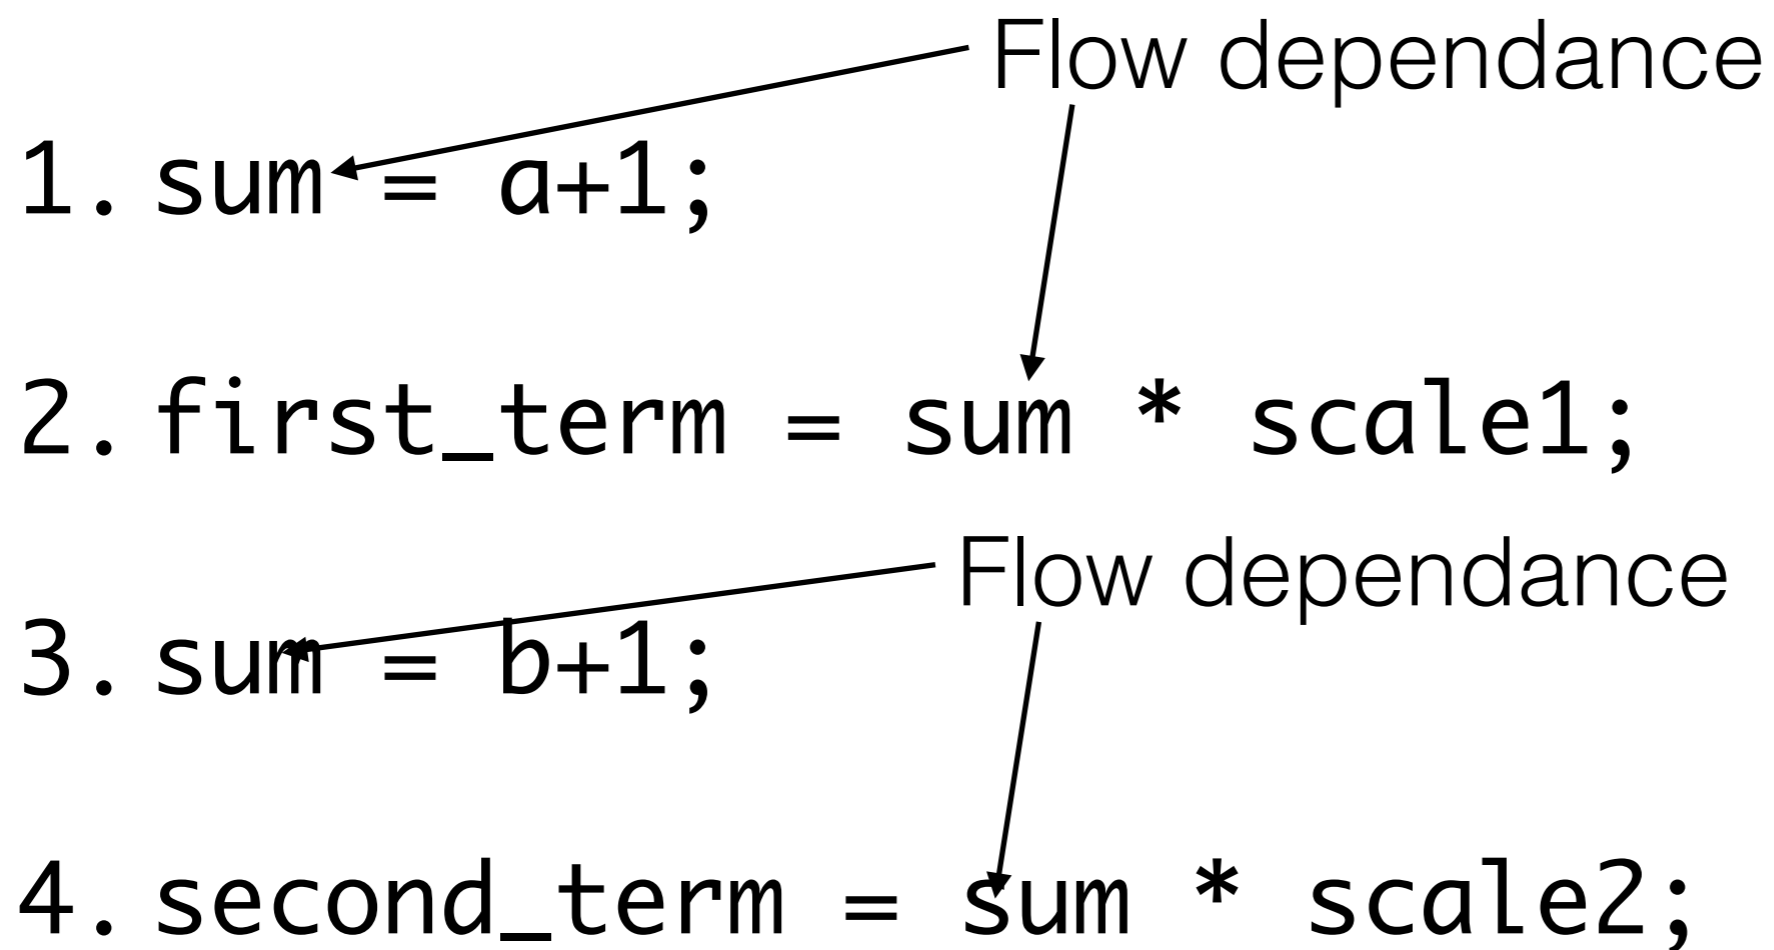 Flow dependance
1. sum = a+1;
2. first_term = sum * scale1;
Flow dependance
3. sum = b+1;
4. second_term = sum * scale2;